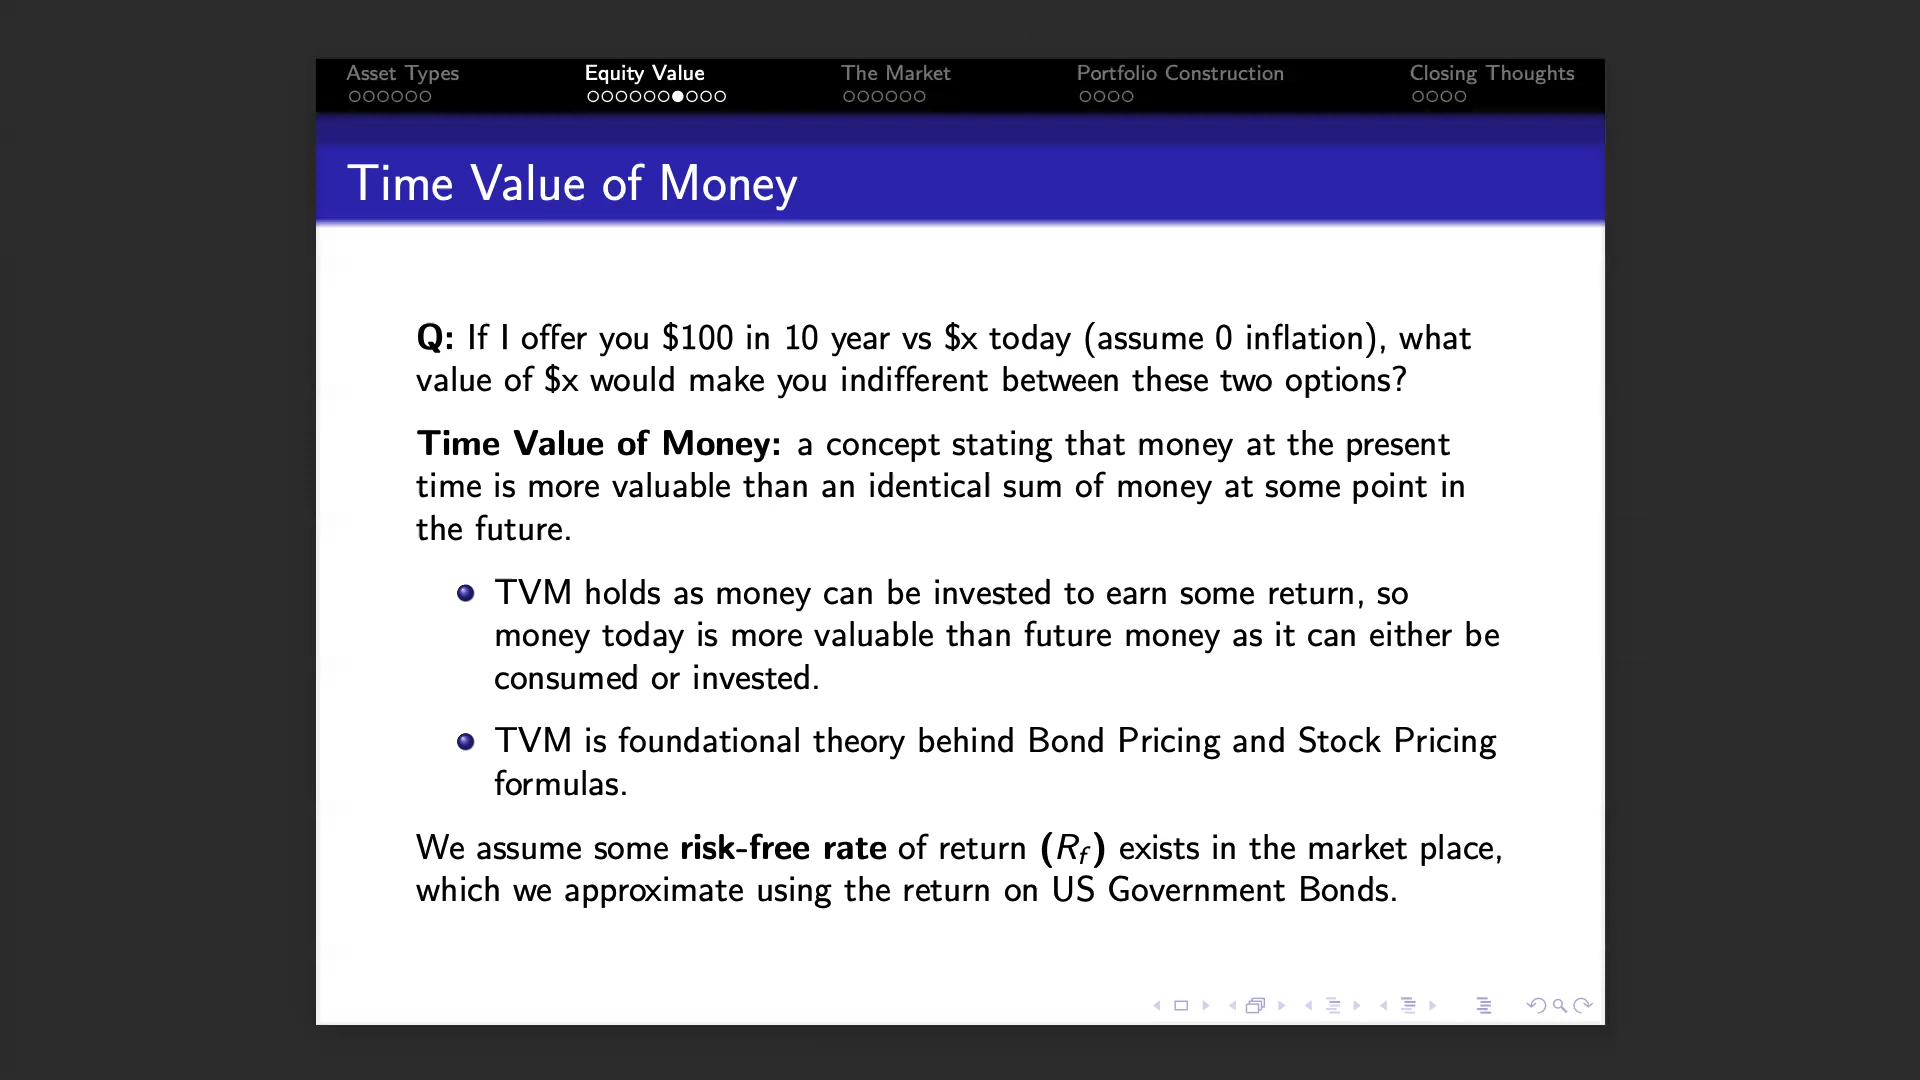 Asset Types Equity Value The Market Portfolio Construction Closing Thoughts
Time Value of Money
Q: If I offer you $100 in 10 year vs $x today (assume 0 inflation), what
value of $x would make you indifferent between these two options?
Time Value of Money: a concept stating that money at the present
time is more valuable than an identical sum of money at some point in
the future.
TVM holds as money can be invested to earn some return, so
money today is more valuable than future money as it can either be
consumed or invested.
TVM is foundational theory behind Bond Pricing and Stock Pricing
formulas.
We assume some risk-free rate of return (Rf) exists in the market place,
which we approximate using the return on US Government Bonds.